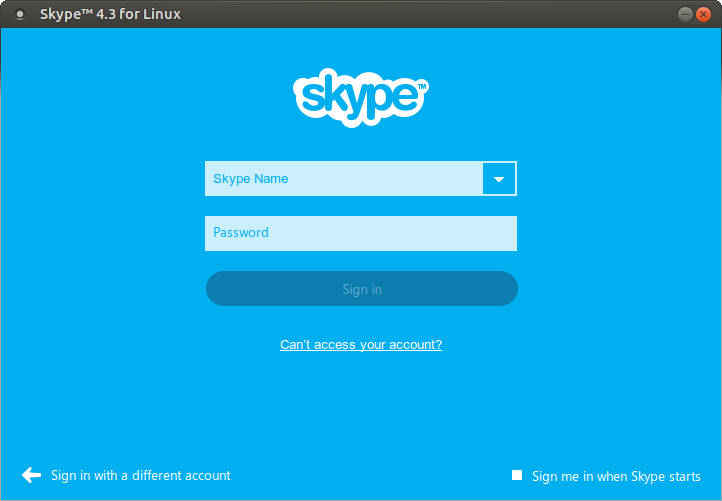 Skype™ 4.3 for Linux
skype™
Skype Name
Password
Sign in
Can't access your account?
Sign in with a different account
Sign me in when Skype starts